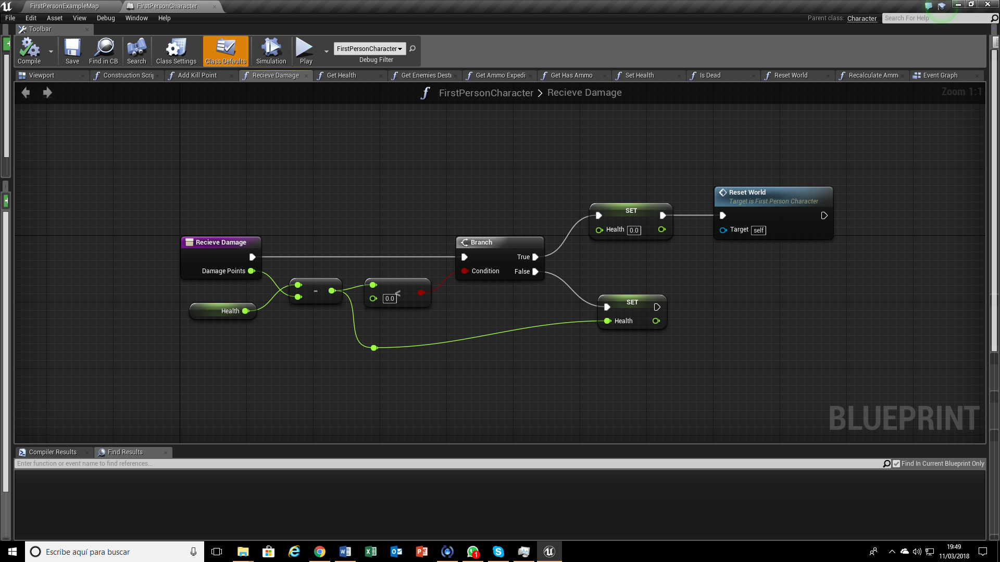 FirstPersonExampleMap
FirstPersonCharacter
File Edit Asset View Debug Window Help
Parent class: Character
Search For Help
Toolbar
Compile
Save
Find in CB
Search
Class Settings
Class Defaults
Simulation
Play
FirstPersonCharacter
Debug Filter
Viewport
Construction Scrip
Add Kill Point
Recieve Damage
Get Health
Get Enemies Desti
Get Ammo Expedi
Get Has Ammo
Set Health
Is Dead
Reset World
Recalculate Amm
Event Graph
FirstPersonCharacter > Recieve Damage
Zoom 1:1
Reset World
Target is First Person Character
Target self
SET
Health 0.0
Recieve Damage
Damage Points
Branch
True
Condition
False
-
<
0.0
Health
SET
Health
BLUEPRINT
Compiler Results
Find Results
Enter function or event name to find references...
Find In Current Blueprint Only
Escribe aquí para buscar
1
19:49
11/03/2018